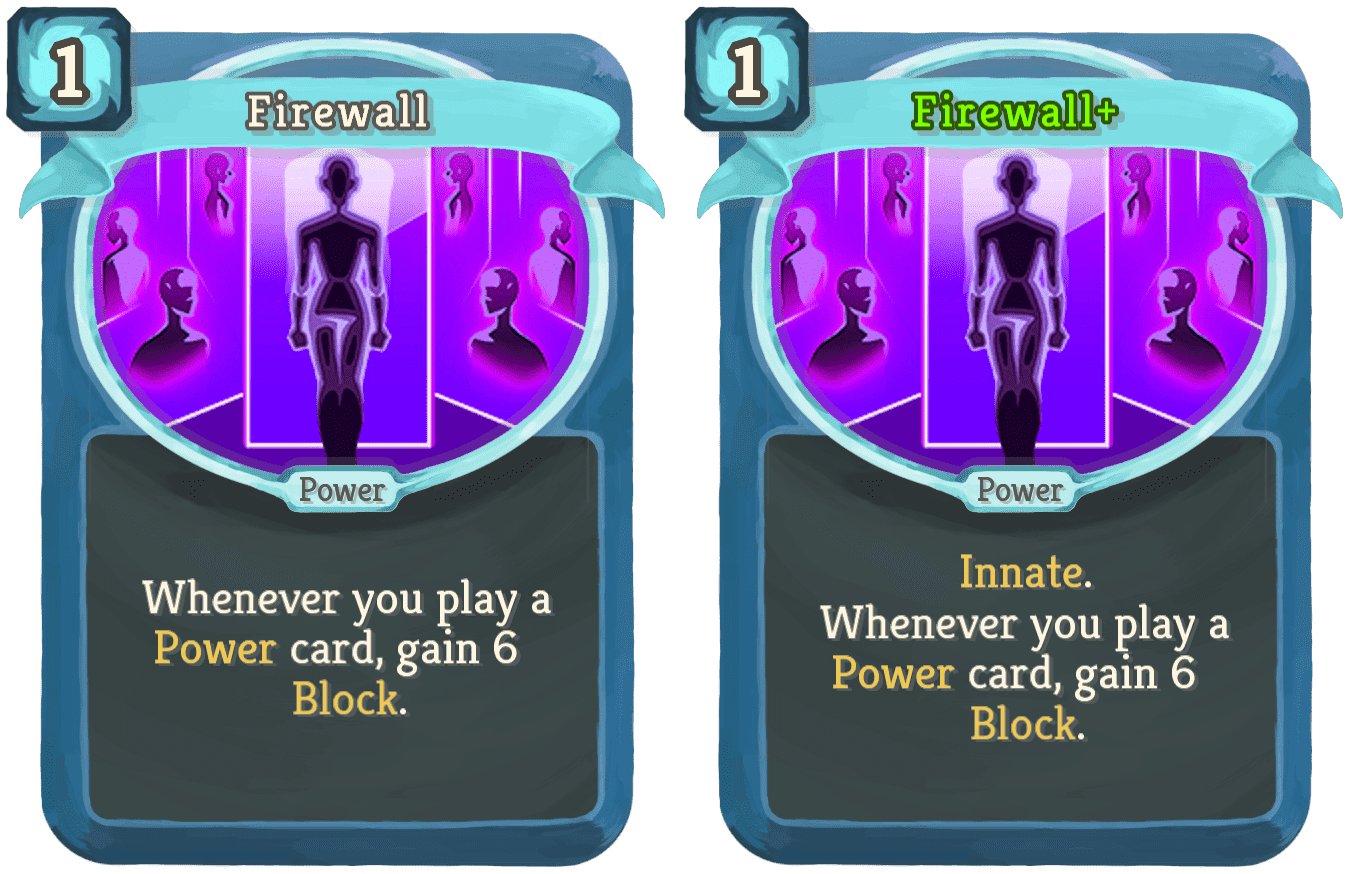 1
Firewall
Power
Whenever you play a
Power card, gain 6
Block.
1
Firewall+
Power
Innate.
Whenever you play a
Power card, gain 6
Block.